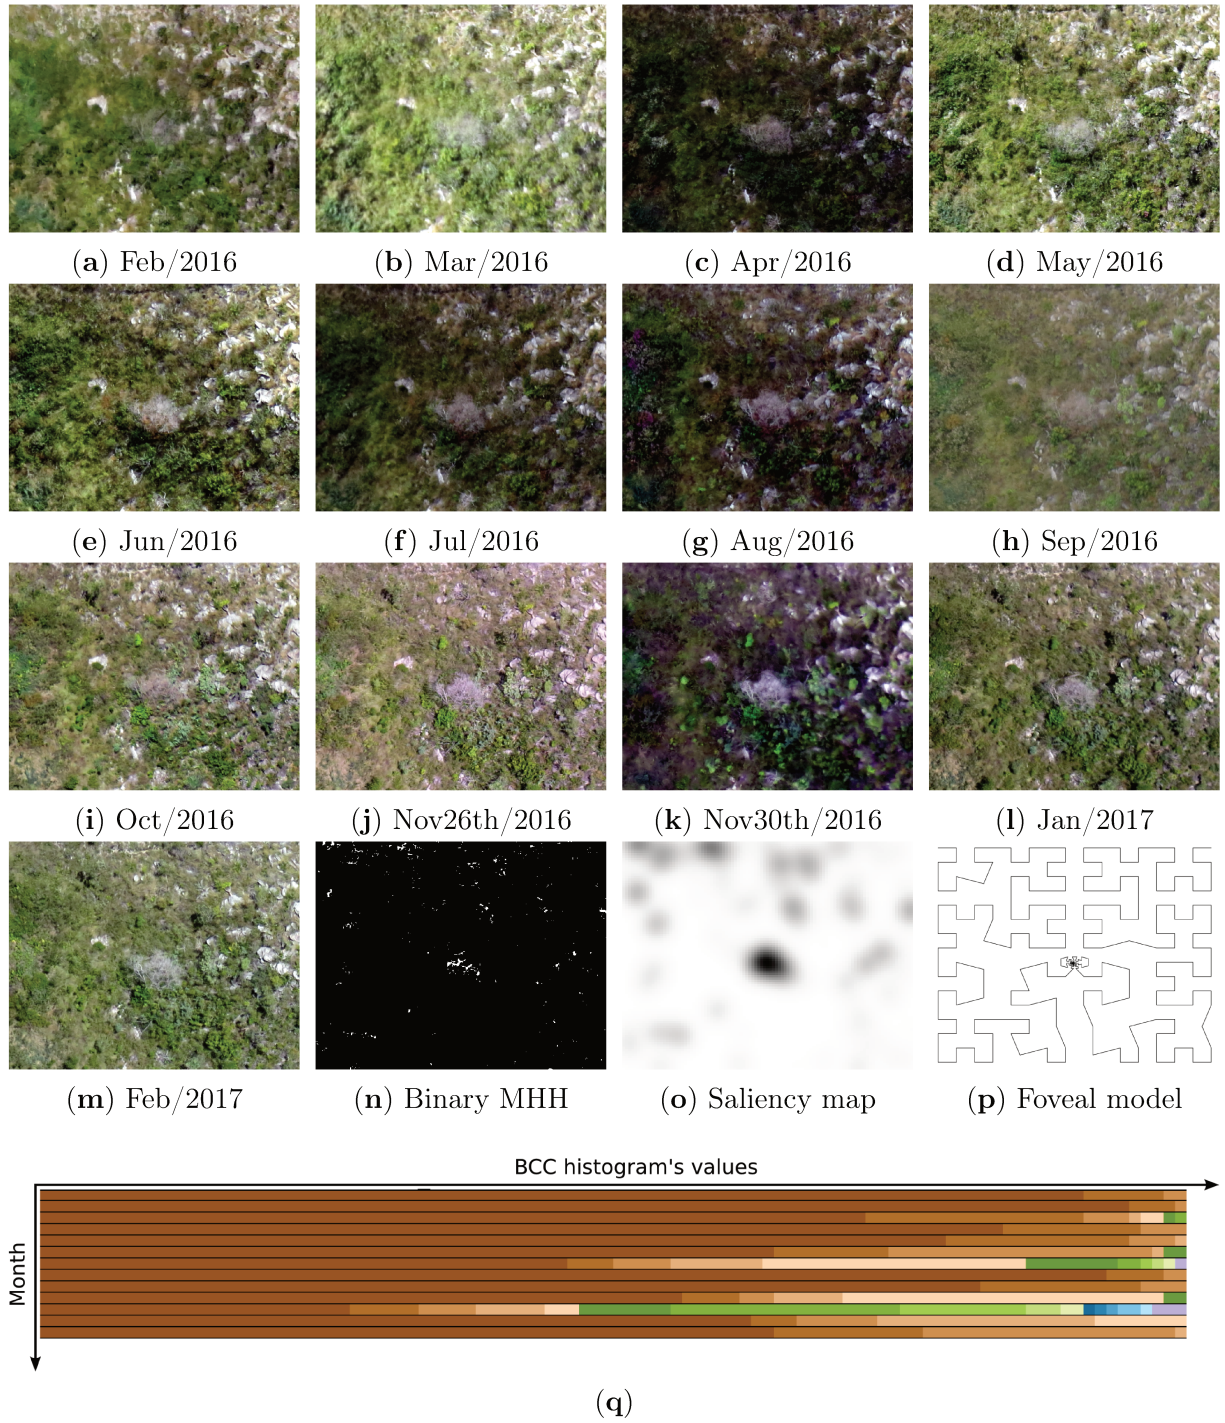 (a) Feb/2016
(b) Mar/2016
(c) Apr/2016
(d) May/2016
(e) Jun/2016
(f) Jul/2016
(g) Aug/2016
(h) Sep/2016
(i) Oct/2016
(j) Nov26th/2016
(k) Nov30th/2016
(l) Jan/2017
(m) Feb/2017
(n) Binary MHH
(o) Saliency map
(p) Foveal model
BCC histogram's values
Month
(q)